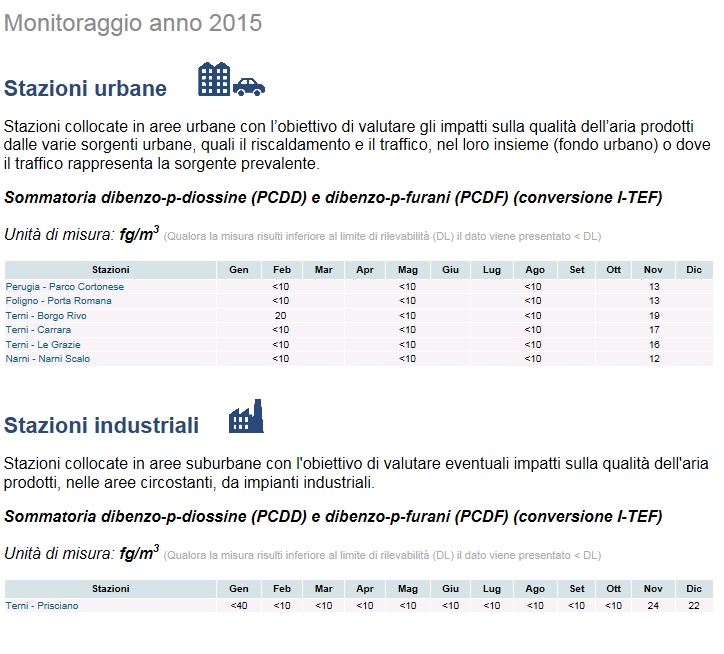 Monitoraggio anno 2015
Stazioni urbane
Stazioni collocate in aree urbane con l’obiettivo di valutare gli impatti sulla qualità dell’aria prodotti
dalle varie sorgenti urbane, quali il riscaldamento e il traffico, nel loro insieme (fondo urbano) o dove
il traffico rappresenta la sorgente prevalente.
Sommatoria dibenzo-p-diossine (PCDD) e dibenzo-p-furani (PCDF) (conversione I-TEF)
Unità di misura: fg/m³ (Qualora la misura risulti inferiore al limite di rilevabilità (DL) il dato viene presentato < DL)
Stazioni Gen Feb Mar Apr Mag Giu Lug Ago Set Ott Nov Dic
Perugia - Parco Cortonese <10 <10 <10 13
Foligno - Porta Romana <10 <10 <10 13
Terni - Borgo Rivo 20 <10 <10 19
Terni - Carrara <10 <10 <10 17
Terni - Le Grazie <10 <10 <10 16
Narni - Narni Scalo <10 <10 <10 12
Stazioni industriali
Stazioni collocate in aree suburbane con l'obiettivo di valutare eventuali impatti sulla qualità dell'aria
prodotti, nelle aree circostanti, da impianti industriali.
Sommatoria dibenzo-p-diossine (PCDD) e dibenzo-p-furani (PCDF) (conversione I-TEF)
Unità di misura: fg/m³ (Qualora la misura risulti inferiore al limite di rilevabilità (DL) il dato viene presentato < DL)
Stazioni Gen Feb Mar Apr Mag Giu Lug Ago Set Ott Nov Dic
Terni - Prisciano <40 <10 <10 <10 <10 <10 <10 <10 <10 <10 24 22